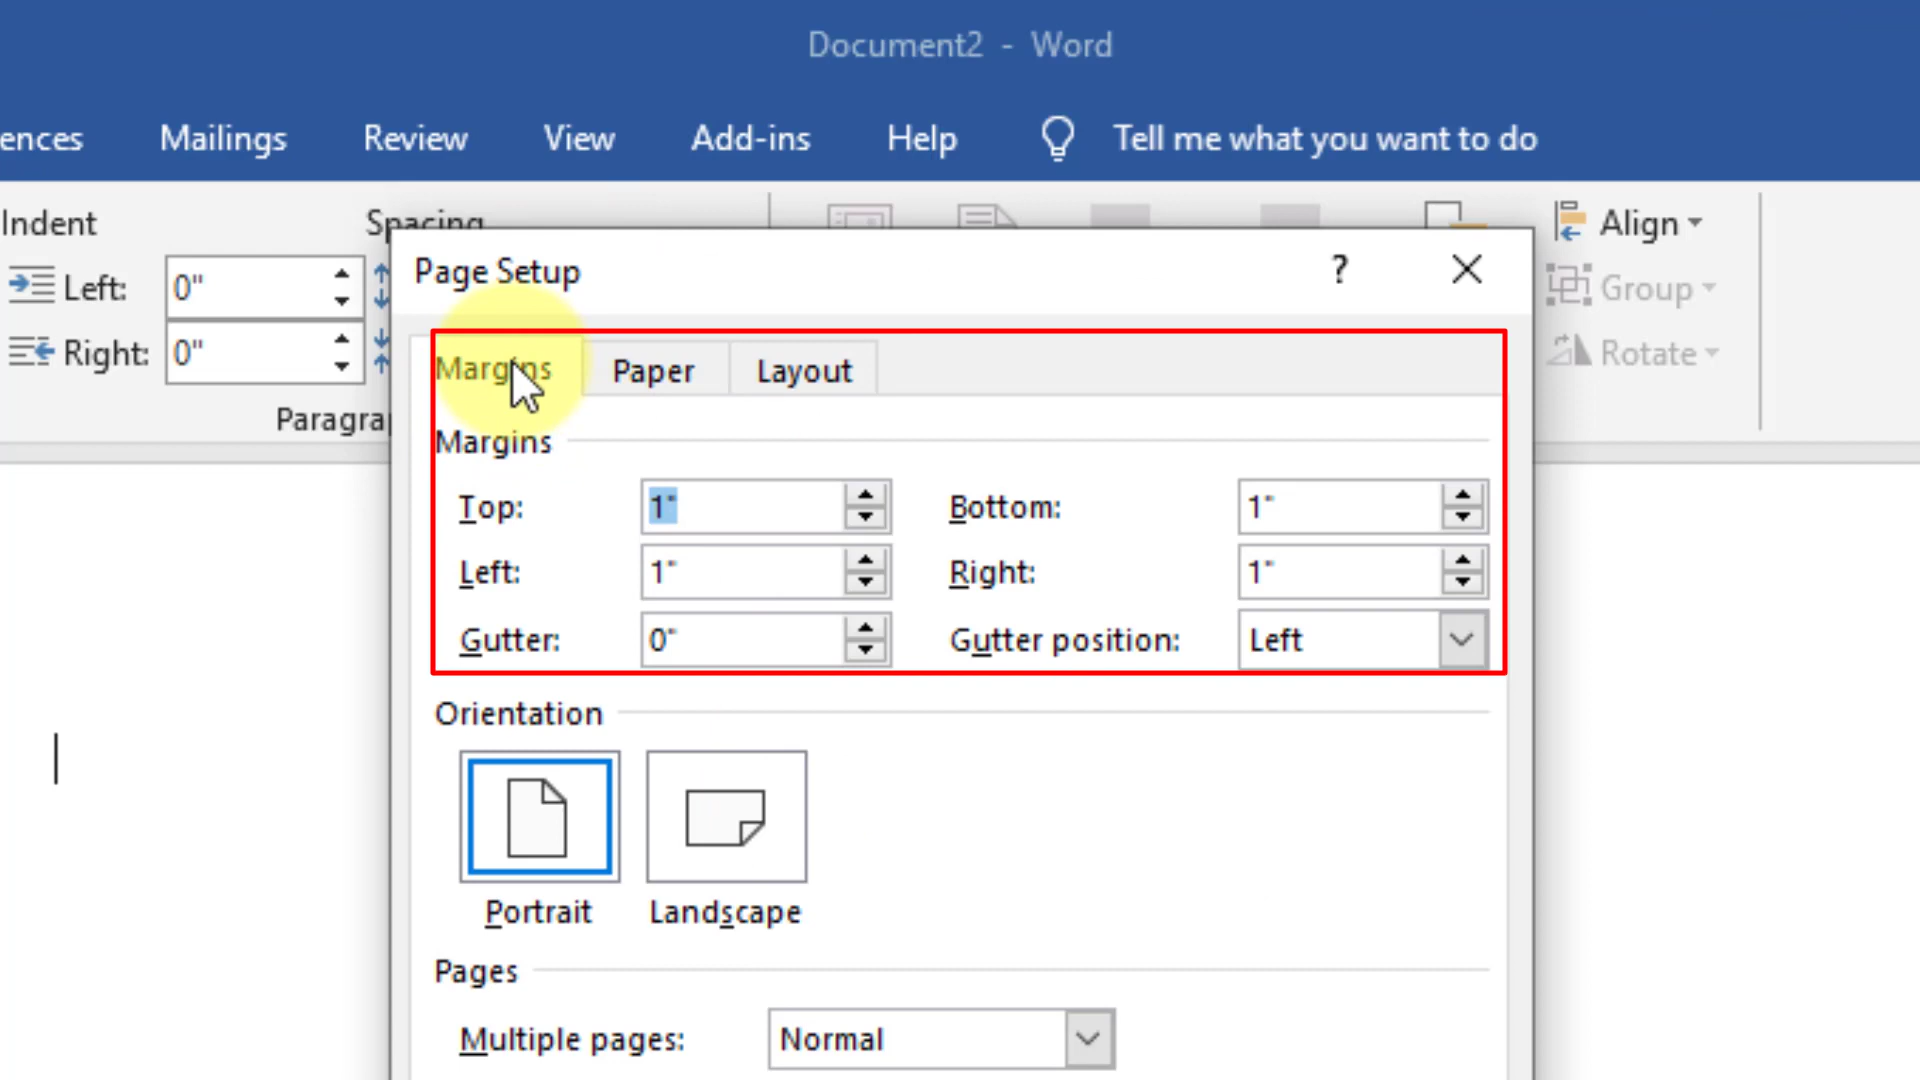 Document2 - Word
ences Mailings Review View Add-ins Help Tell me what you want to do
Indent Spacing Align
Left: 0" Group
Right: 0" Rotate
Paragra
Page Setup ?
Margins Paper Layout
Margins
Top: 1" Bottom: 1"
Left: 1" Right: 1"
Gutter: 0" Gutter position: Left
Orientation
Portrait Landscape
Pages
Multiple pages: Normal